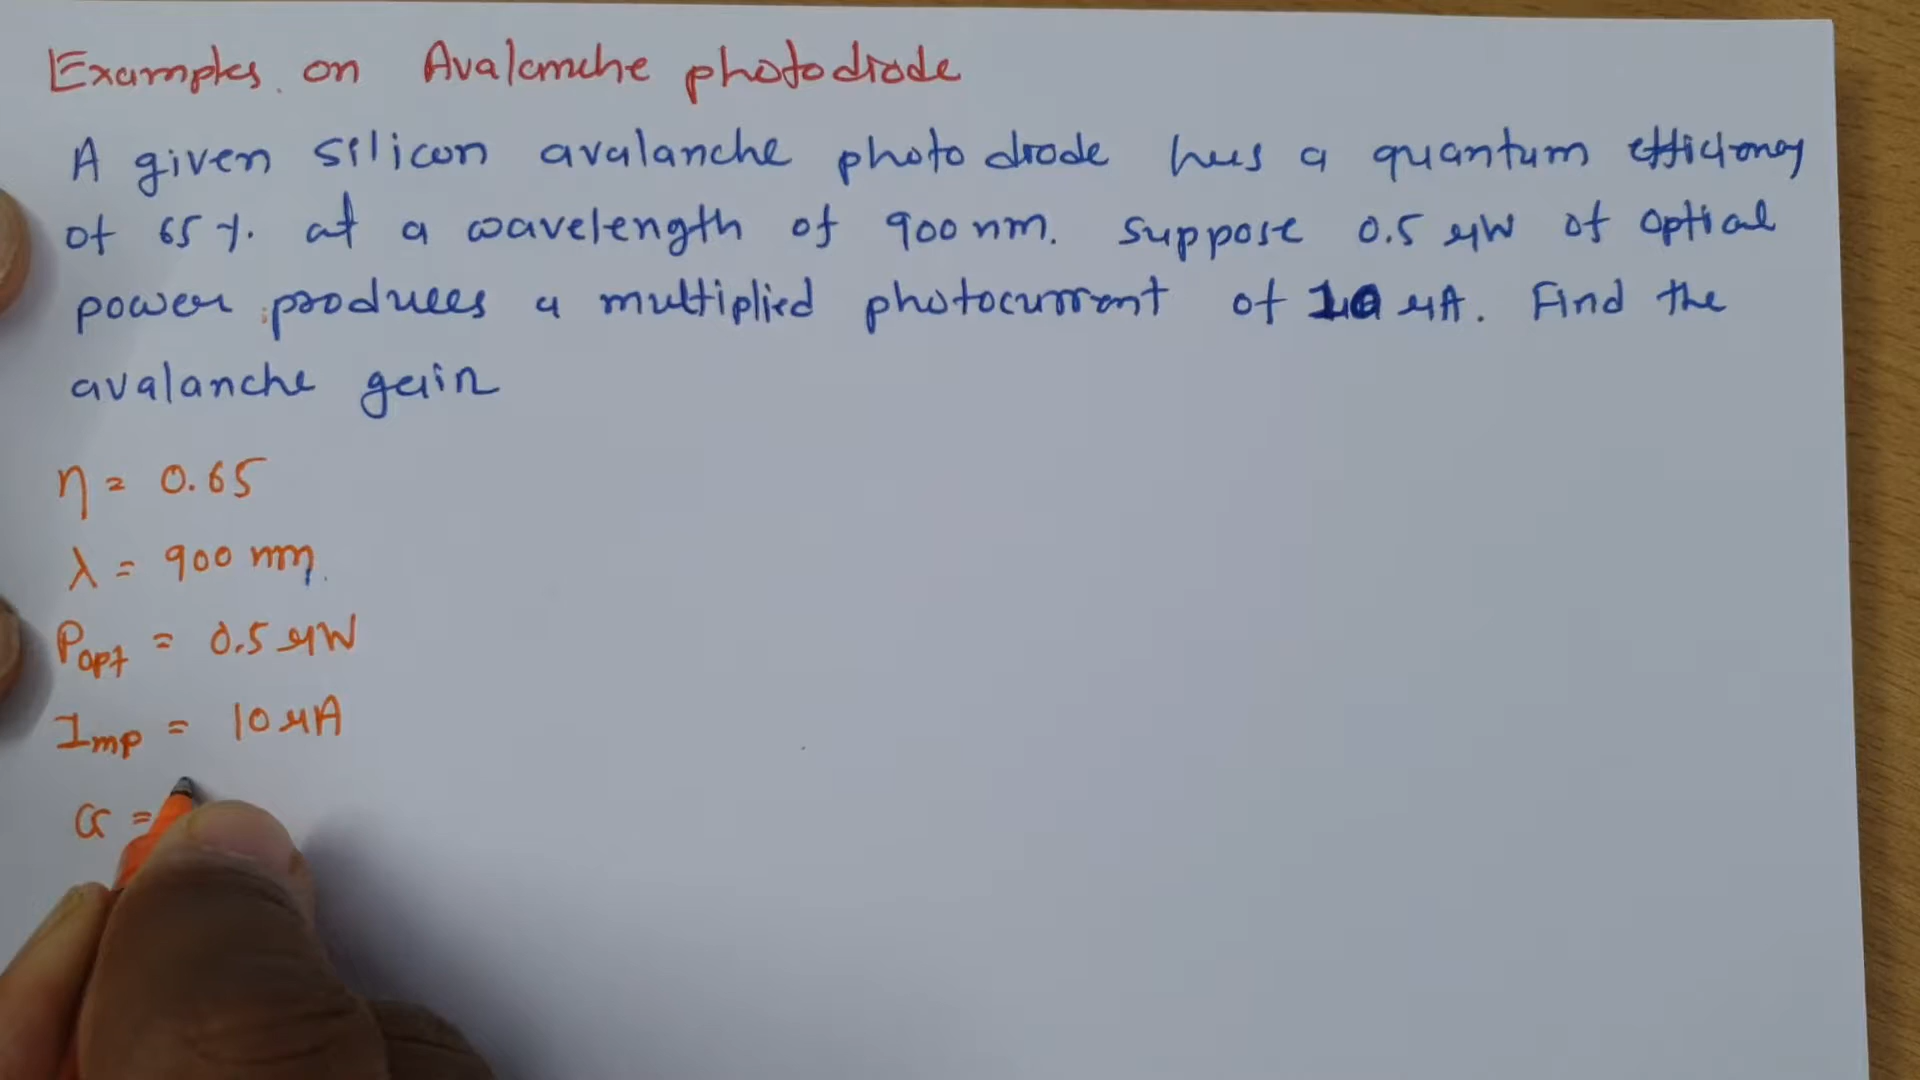 Examples on Avalanche photodiode
A given silicon avalanche photo diode has a quantum efficiency
of 65 %. at a wavelength of 900 nm. Suppose 0.5 μW of optical
power produces a multiplied photocurrent of 10 μA. Find the
avalanche gain
η = 0.65
λ = 900 nm.
Popt = 0.5 μW
Imp = 10 μA
G =